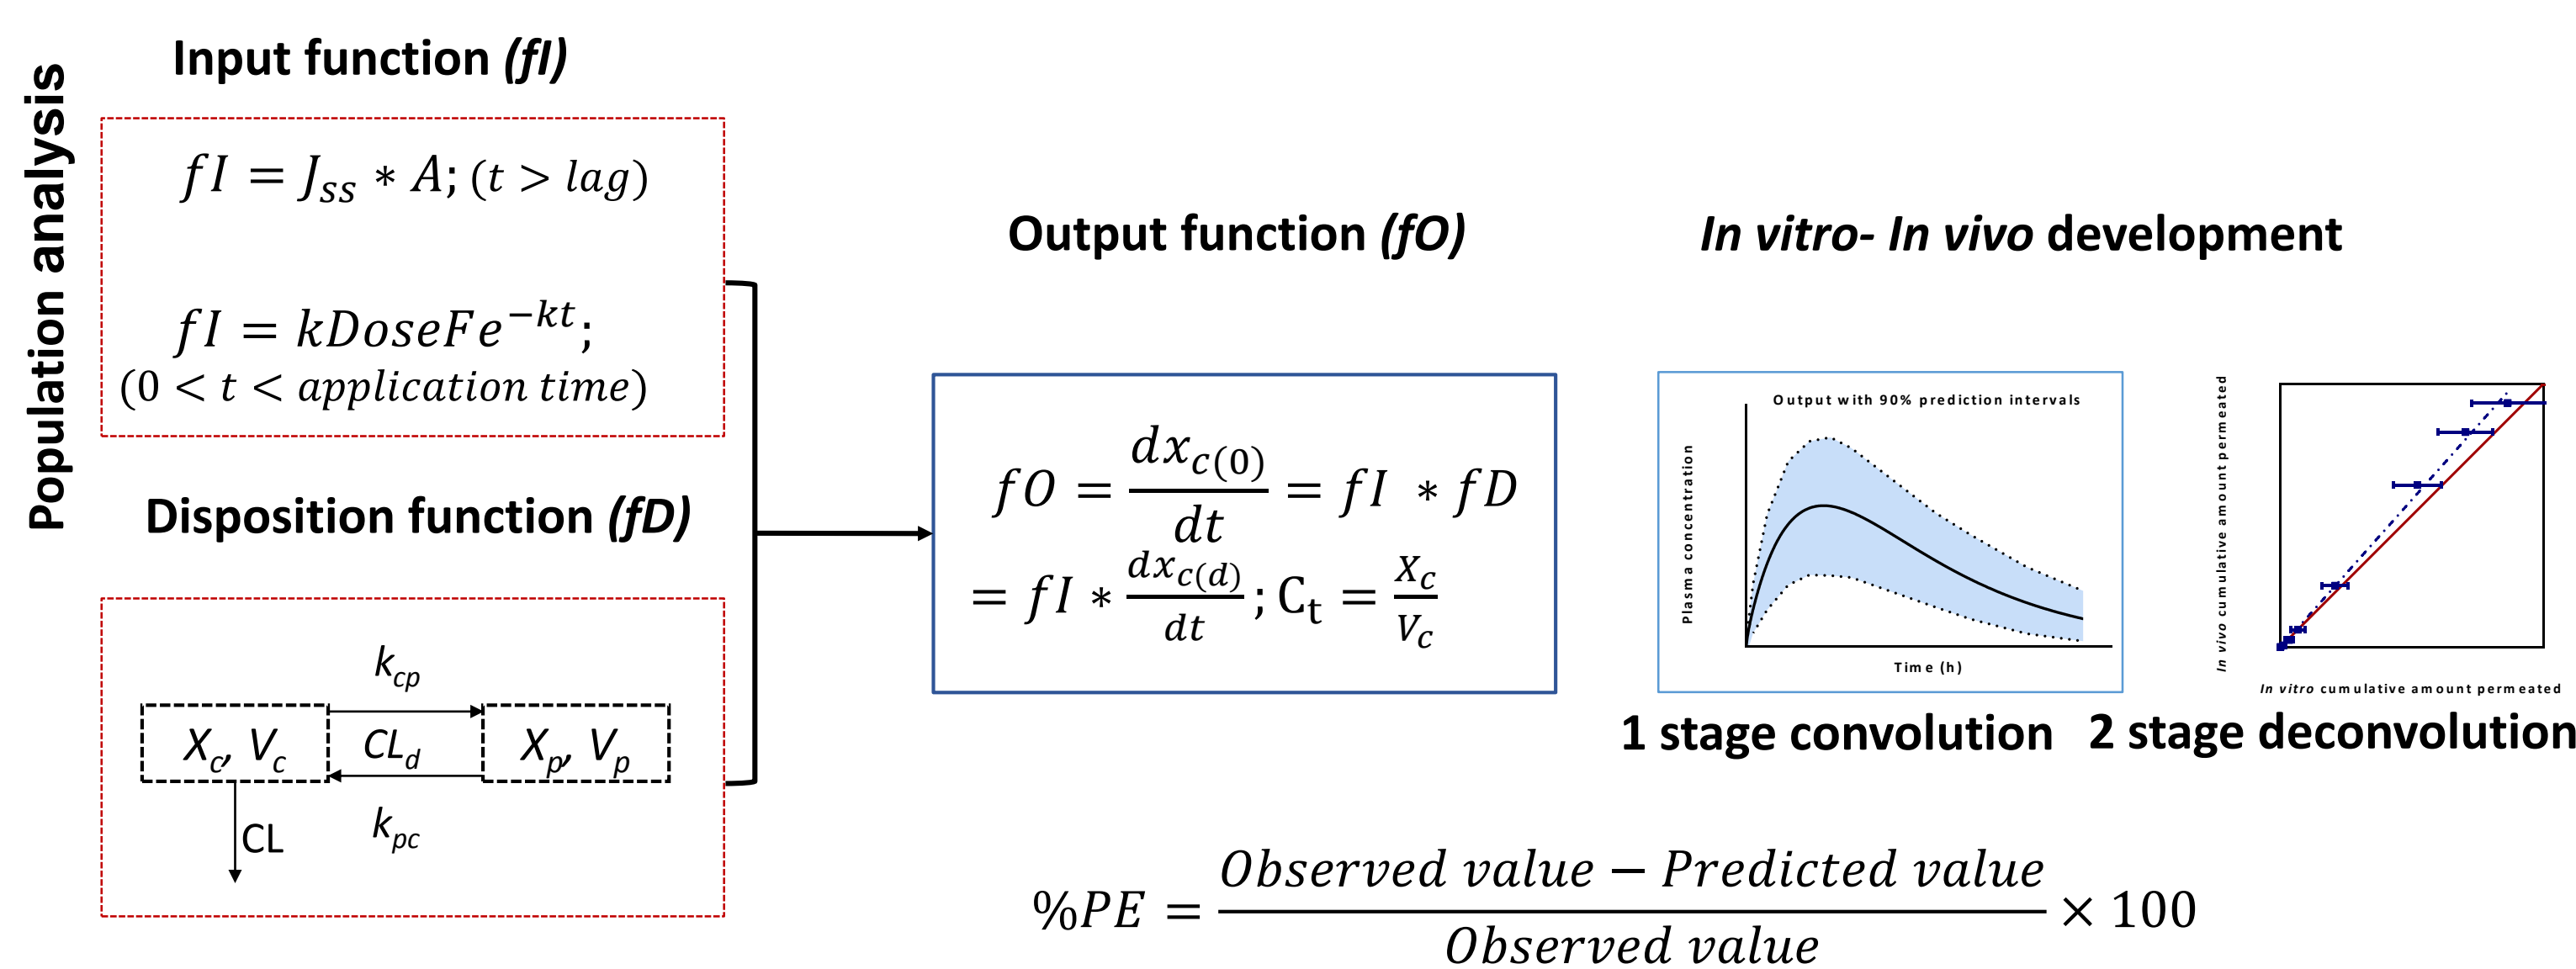 Population analysis
Input function (fI)
fI = J_ss ∗ A; (t > lag)
fI = kDoseFe^{−kt};
(0 < t < application time)
Disposition function (fD)
k_cp
X_c, V_c
CL_d
X_p, V_p
k_pc
CL
Output function (fO)
fO = dx_{c(0)}/dt = fI ∗ fD
= fI ∗ dx_{c(d)}/dt ; C_t = X_c/V_c
In vitro- In vivo development
Output with 90% prediction intervals
Plasma concentration
Time (h)
1 stage convolution
In vivo cumulative amount permeated
In vitro cumulative amount permeated
2 stage deconvolution
%PE = (Observed value − Predicted value)/(Observed value) × 100